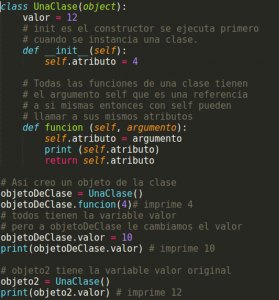 class UnaClase(object):
    valor = 12
    # init es el constructor se ejecuta primero
    # cuando se instancia una clase.
    def __init__(self):
        self.atributo = 4

    # Todas las funciones de una clase tienen
    # el argumento self que es una referencia
    # a si mismas entonces con self pueden
    # llamar a sus mismos atributos
    def funcion (self, argumento):
        self.atributo = argumento
        print (self.atributo)
        return self.atributo

# Asi creo un objeto de la clase
objetoDeClase = UnaClase()
objetoDeClase.funcion(4)# imprime 4
# todos tienen la variable valor
# pero a objetoDeClase le cambiamos el valor
objetoDeClase.valor = 10
print(objetoDeClase.valor) # imprime 10

# objeto2 tiene la variable valor original
objeto2 = UnaClase()
print(objeto2.valor) # imprime 12